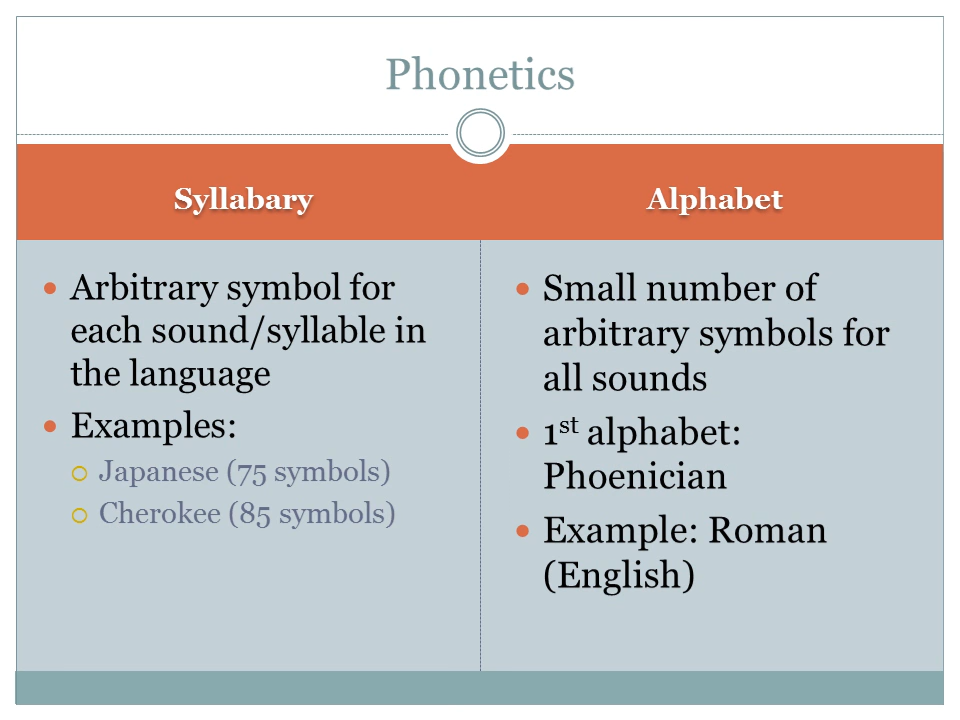 Phonetics
Syllabary
Alphabet
• Arbitrary symbol for
each sound/syllable in
the language
• Examples:
○ Japanese (75 symbols)
○ Cherokee (85 symbols)
• Small number of
arbitrary symbols for
all sounds
• 1st alphabet:
Phoenician
• Example: Roman
(English)